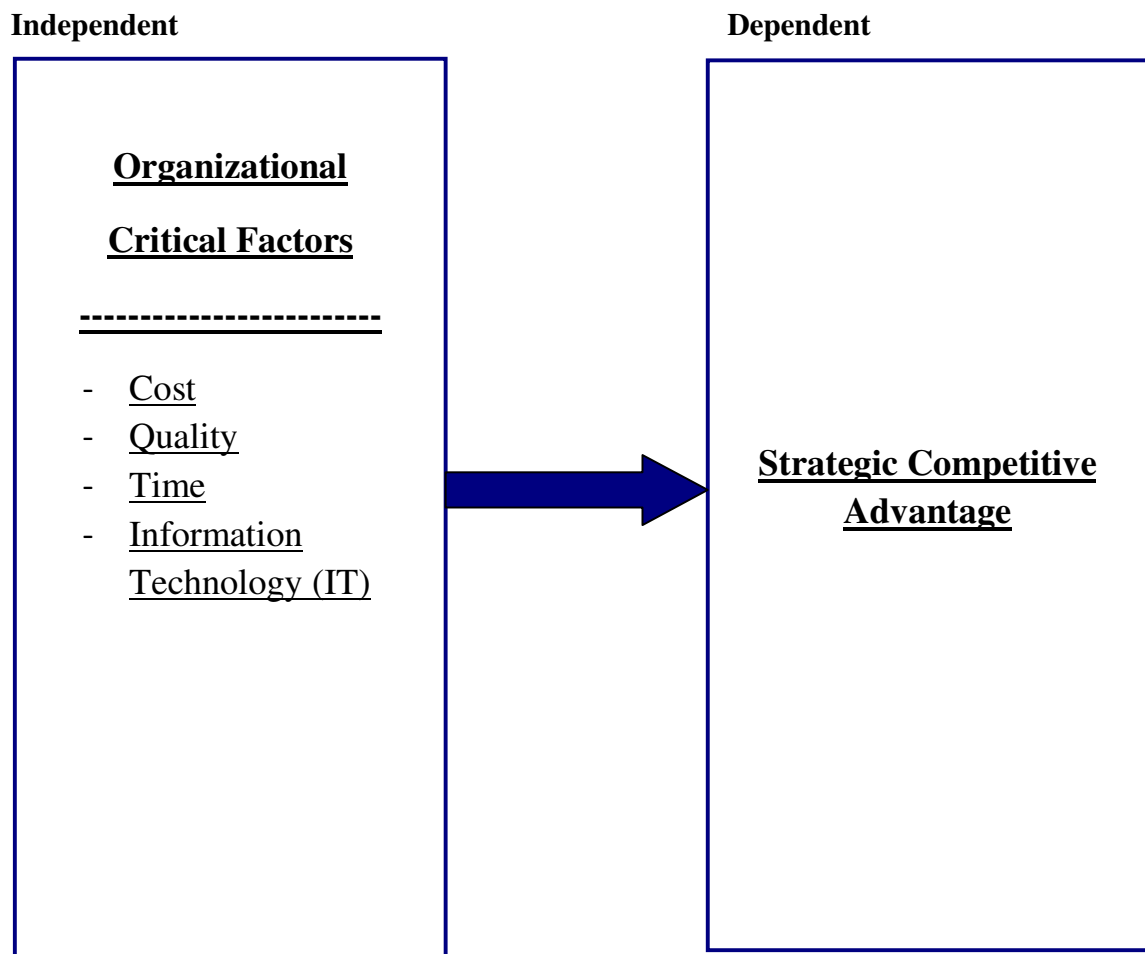 Independent
Dependent
Organizational
Critical Factors
-------------------------
- Cost
- Quality
- Time
- Information
Technology (IT)
Strategic Competitive
Advantage